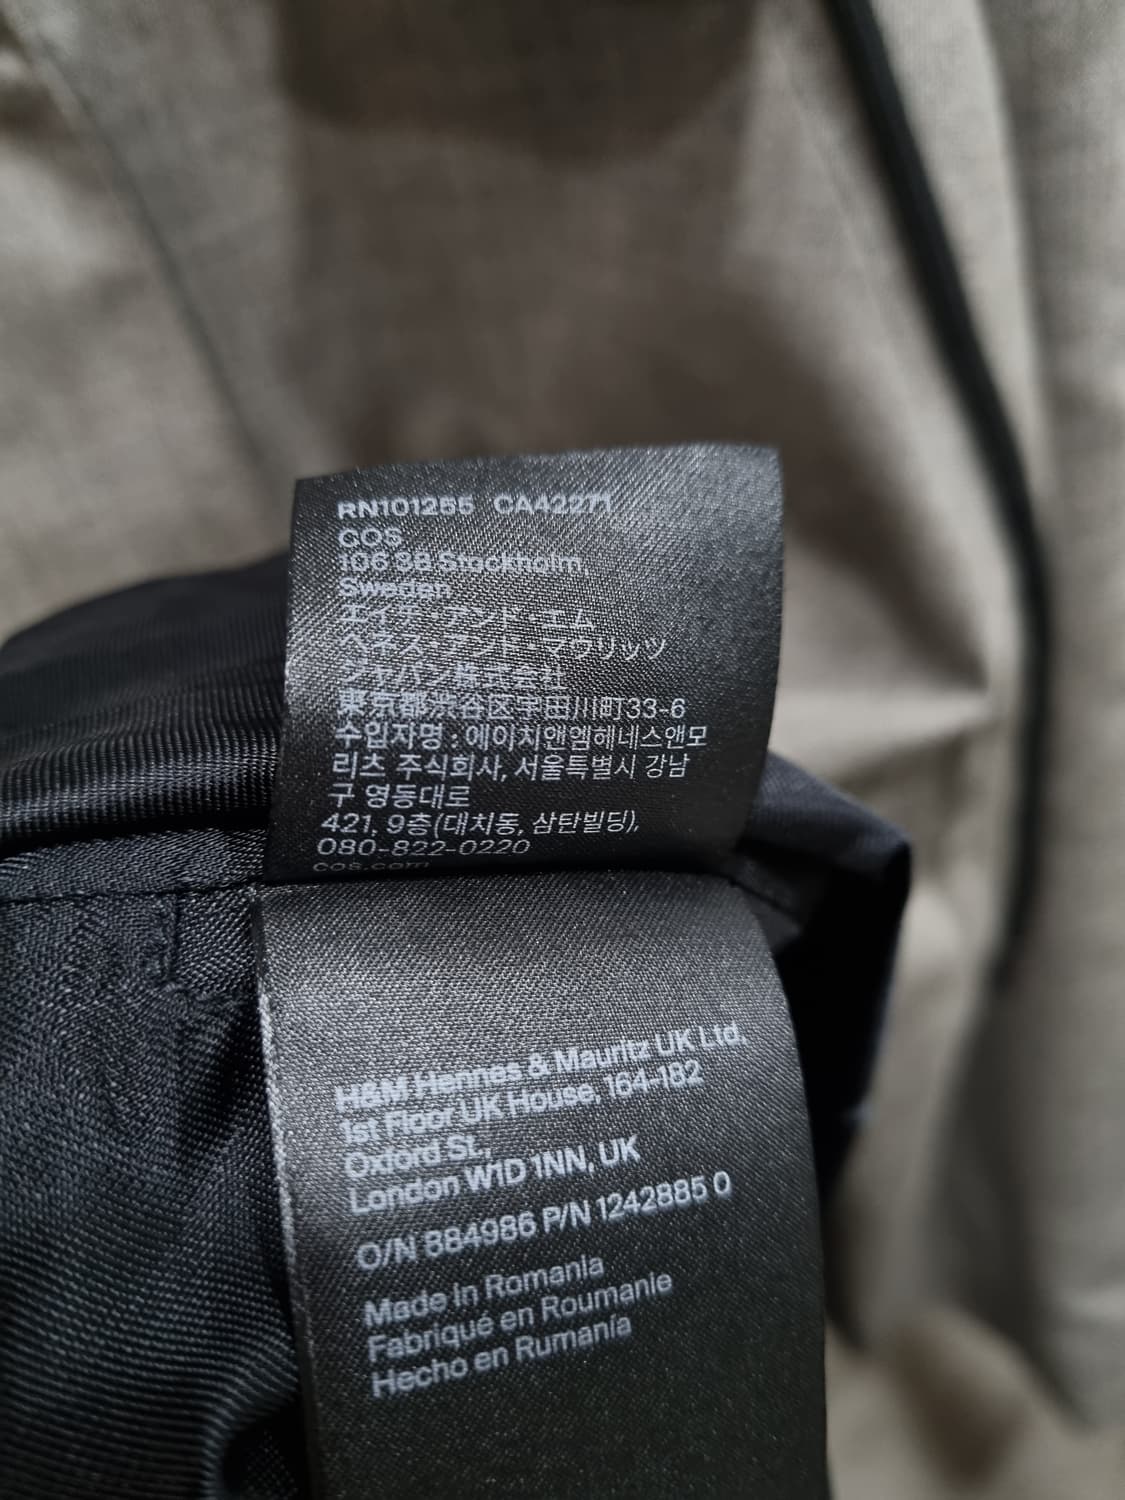 RN101255 CA42271
COS
106 38 Stockholm
Sweden
エイチ・アンド・エム
ヘネス・アンド・マウリッツ
ジャパン株式会社
東京都渋谷区宇田川町33-6
수입자명 : 에이치앤엠헤네스앤모
리츠 주식회사, 서울특별시 강남
구 영동대로
421, 9층(대치동, 삼탄빌딩),
080-822-0220
cos.com
H&M Hennes & Mauritz UK Ltd.
1st Floor UK House, 164-182
Oxford St,
London W1D 1NN, UK
O/N 884986 P/N 1242885 0
Made in Romania
Fabriqué en Roumanie
Hecho en Rumanía